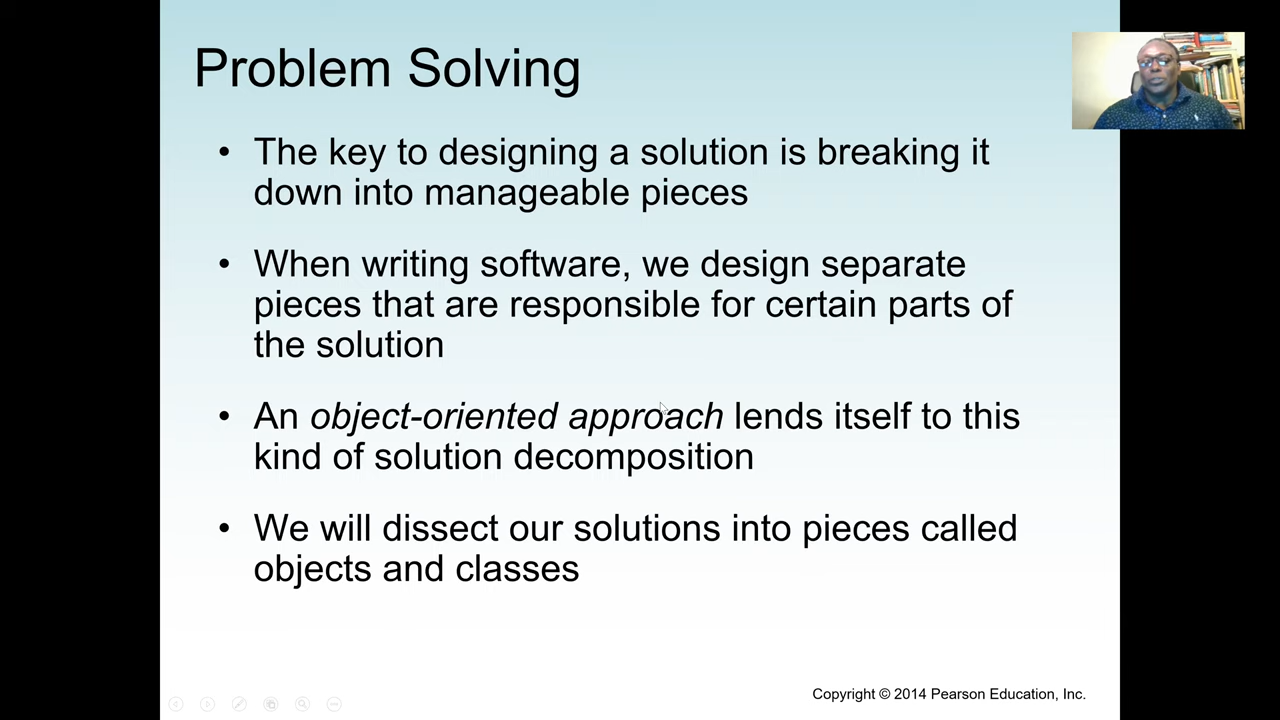 Problem Solving
• The key to designing a solution is breaking it
down into manageable pieces
• When writing software, we design separate
pieces that are responsible for certain parts of
the solution
• An object-oriented approach lends itself to this
kind of solution decomposition
• We will dissect our solutions into pieces called
objects and classes
Copyright © 2014 Pearson Education, Inc.